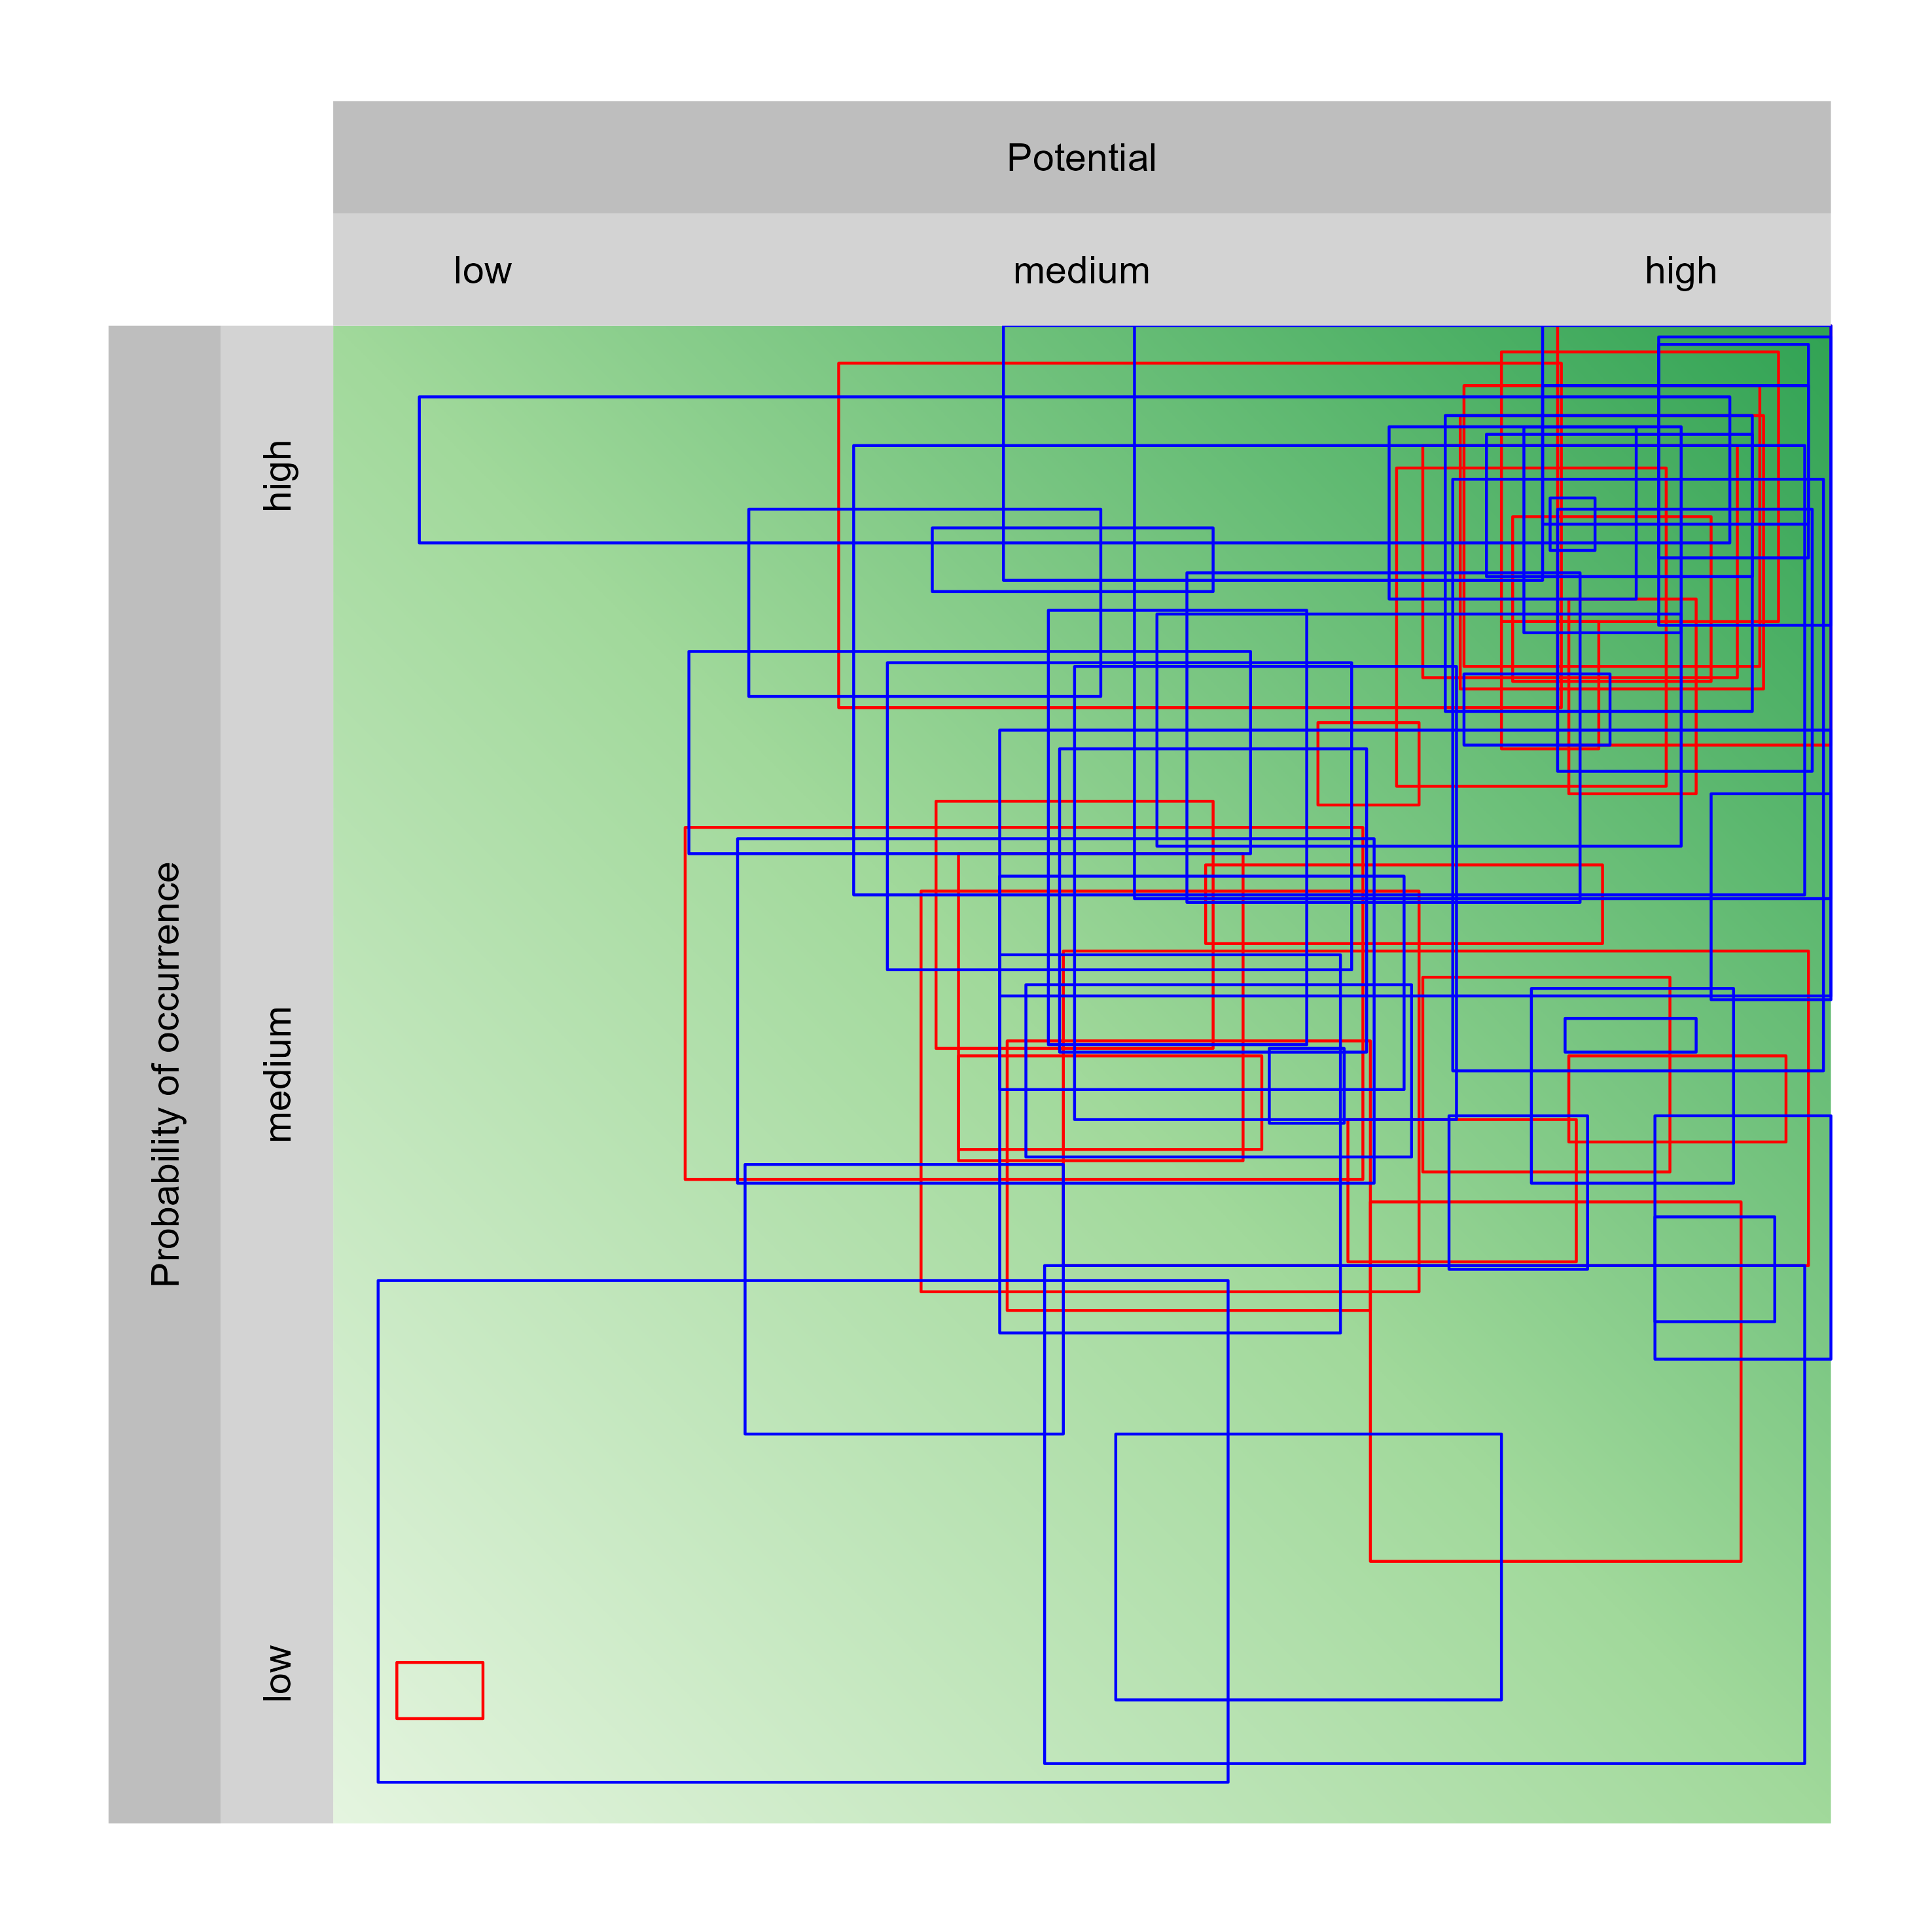 Potential
low medium high
Probability of occurrence
high
medium
low